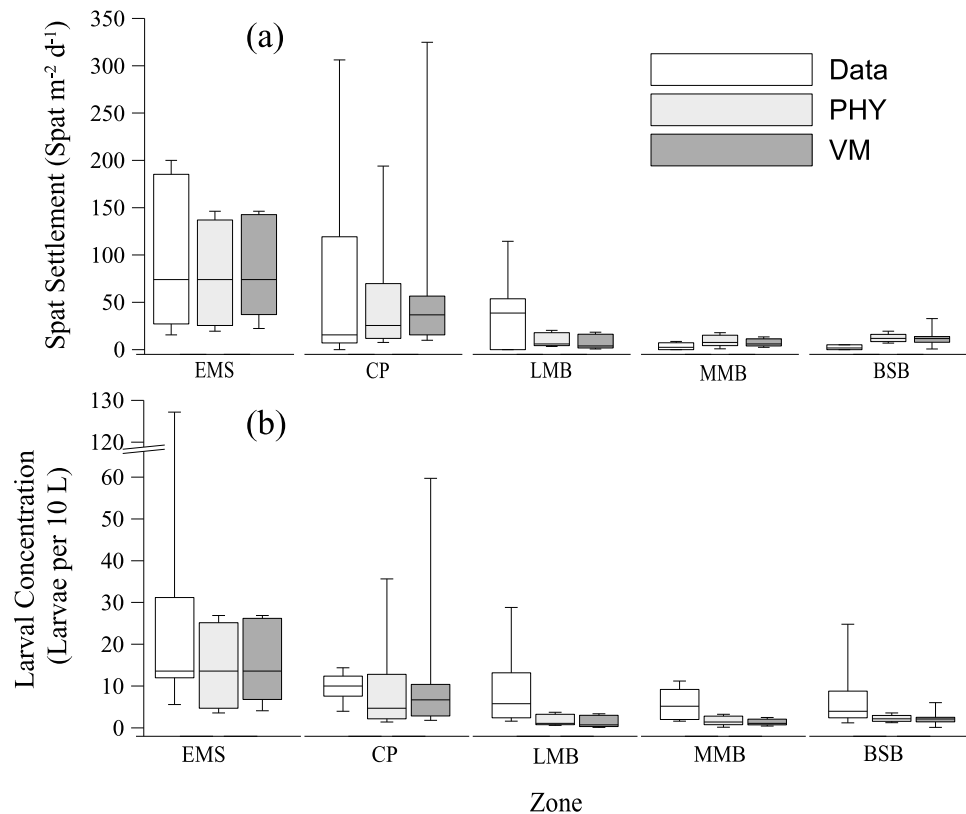 (a)
Spat Settlement (Spat m⁻² d⁻¹)
350
300
250
200
150
100
50
0
Data
PHY
VM
EMS CP LMB MMB BSB
(b)
Larval Concentration
(Larvae per 10 L)
130
120
60
50
40
30
20
10
0
EMS CP LMB MMB BSB
Zone